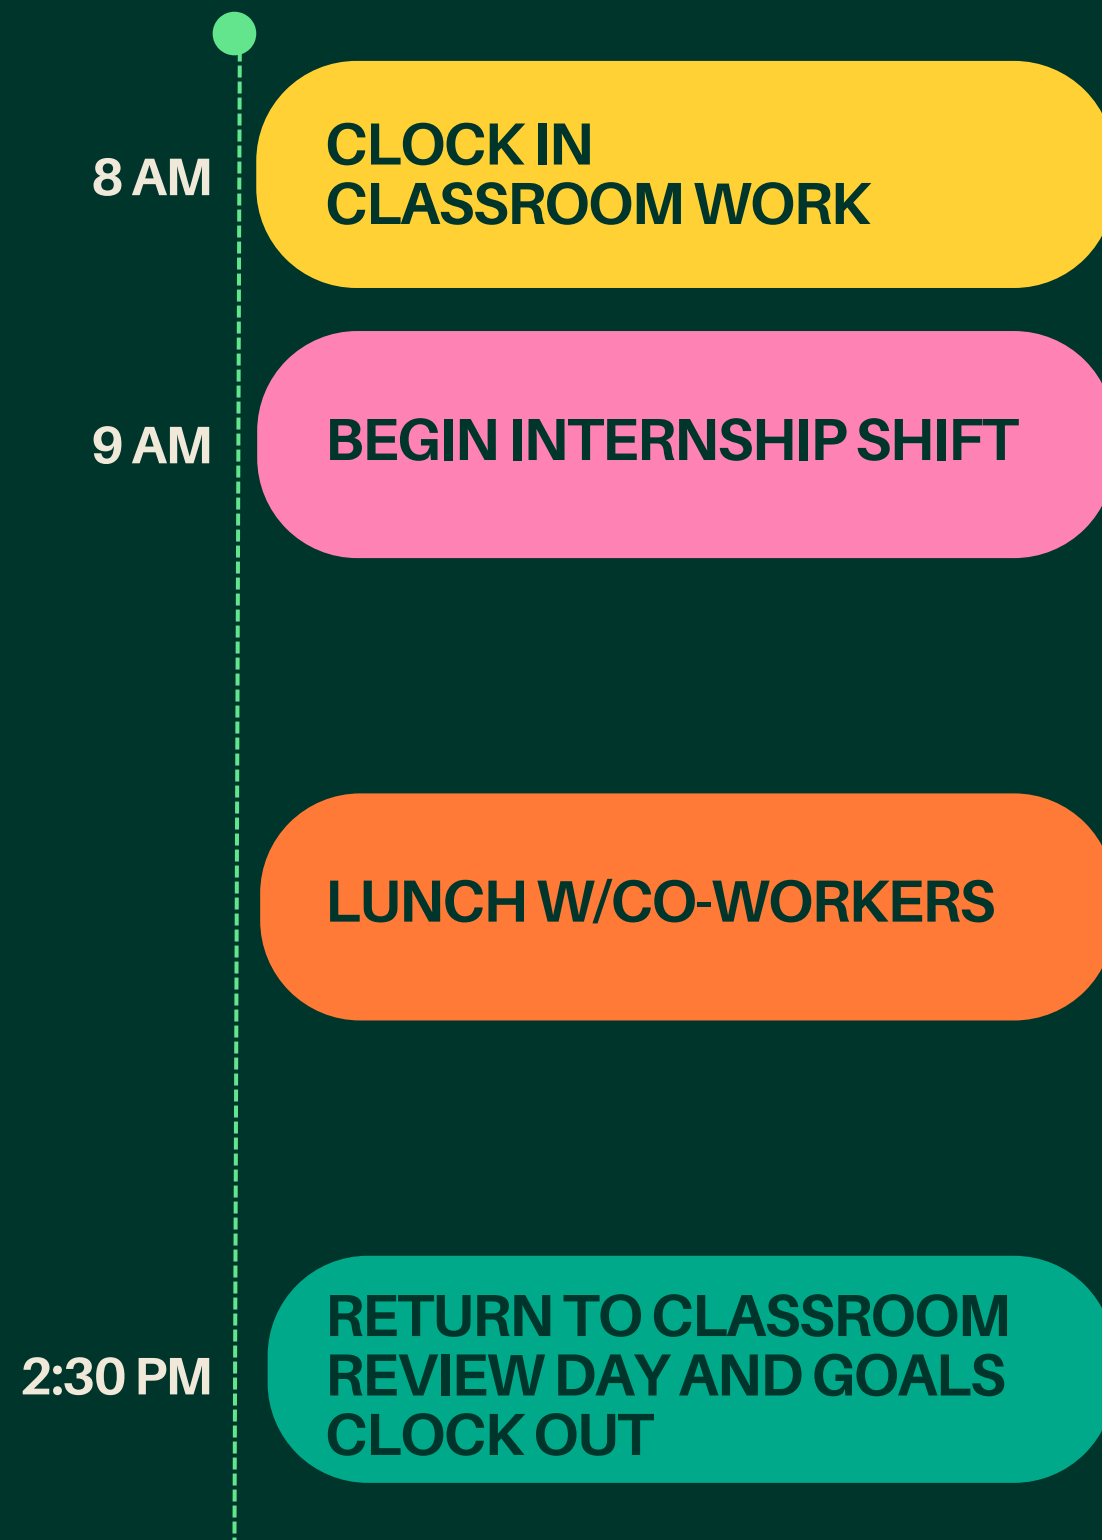 8 AM
CLOCK IN
CLASSROOM WORK
9 AM
BEGIN INTERNSHIP SHIFT
LUNCH W/CO-WORKERS
2:30 PM
RETURN TO CLASSROOM
REVIEW DAY AND GOALS
CLOCK OUT